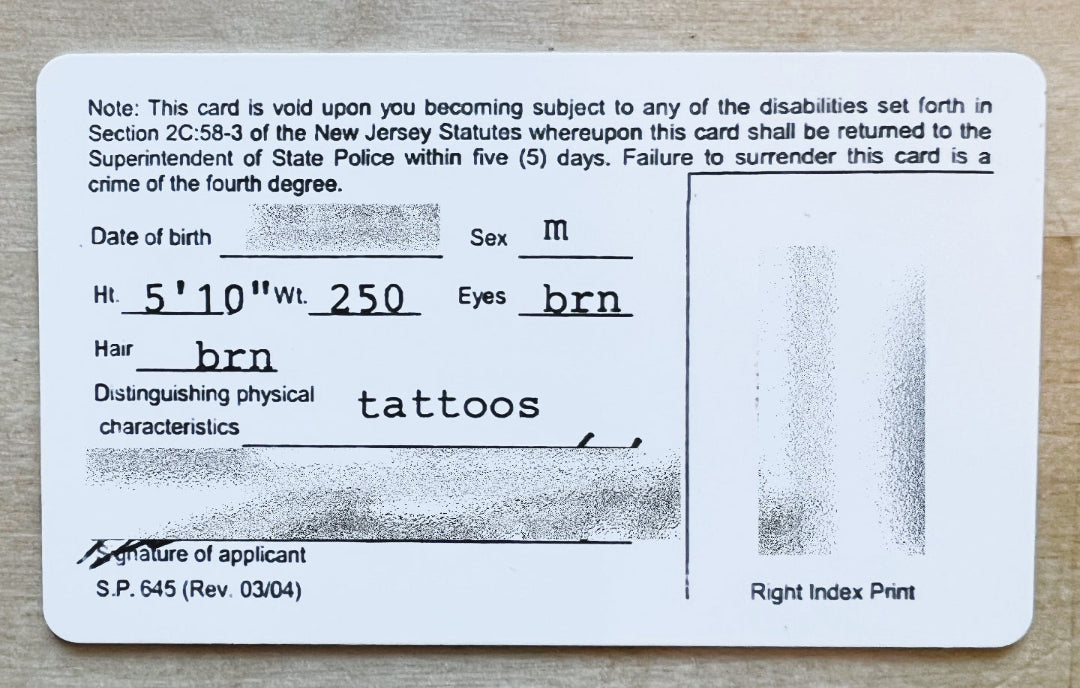 Note: This card is void upon you becoming subject to any of the disabilities set forth in
Section 2C:58-3 of the New Jersey Statutes whereupon this card shall be returned to the
Superintendent of State Police within five (5) days. Failure to surrender this card is a
crime of the fourth degree.
Date of birth Sex m
Ht. 5'10" Wt. 250 Eyes brn
Hair brn
Distinguishing physical tattoos
characteristics
Signature of applicant
S.P. 645 (Rev. 03/04)
Right Index Print